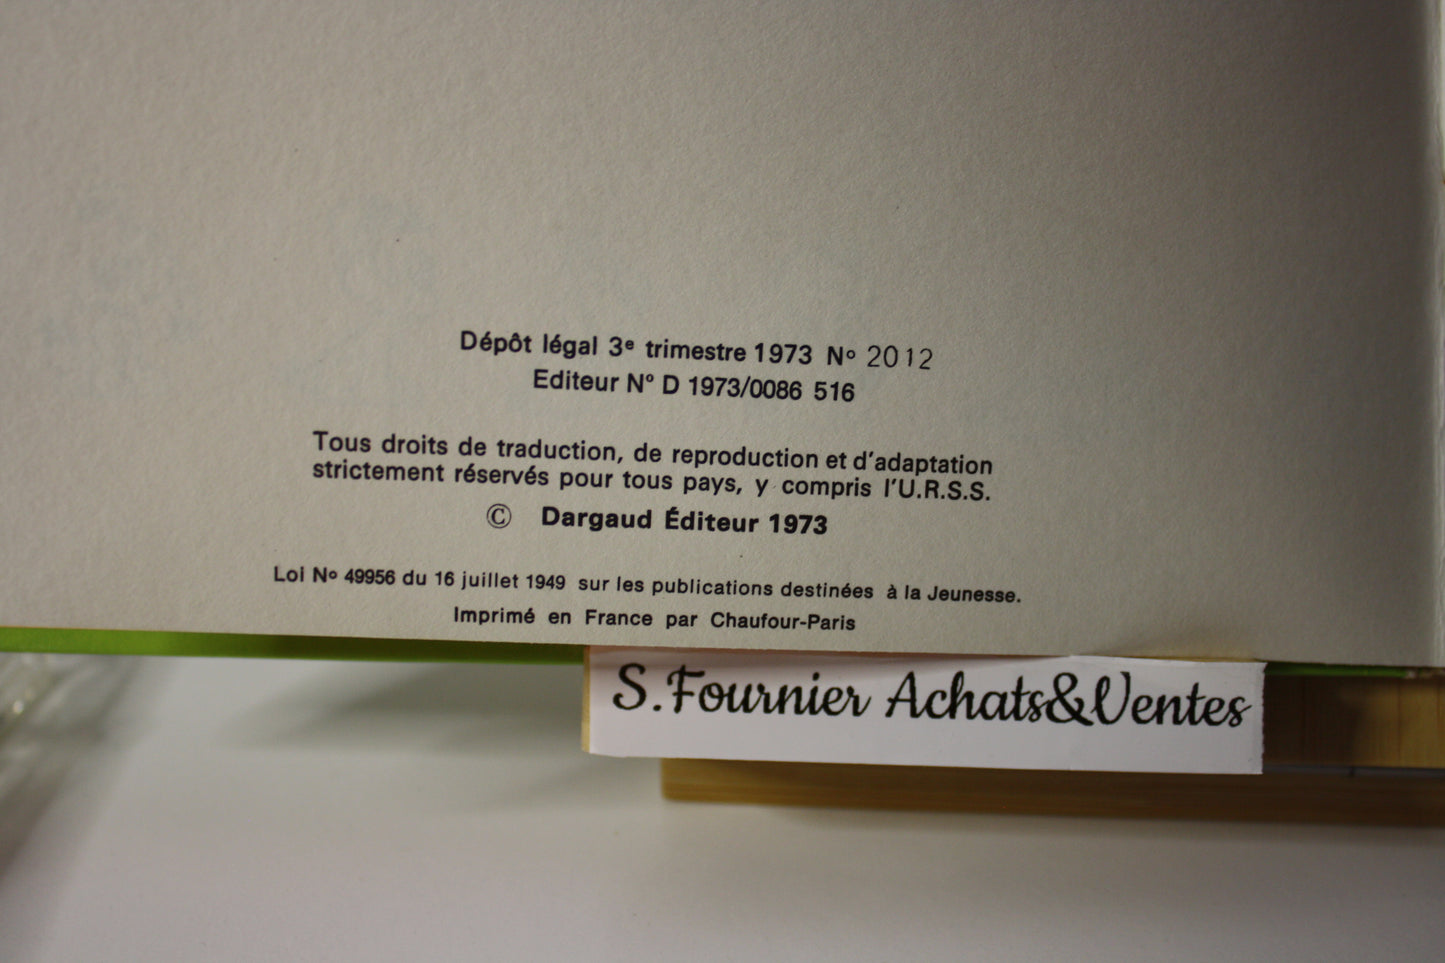 Dépôt légal 3e trimestre 1973 No 2012
Editeur N° D 1973/0086 516
Tous droits de traduction, de reproduction et d'adaptation
strictement réservés pour tous pays, y compris l'U.R.S.S.
© Dargaud Éditeur 1973
Loi No 49956 du 16 juillet 1949 sur les publications destinées à la Jeunesse.
Imprimé en France par Chaufour-Paris
S.Fournier Achats&Ventes